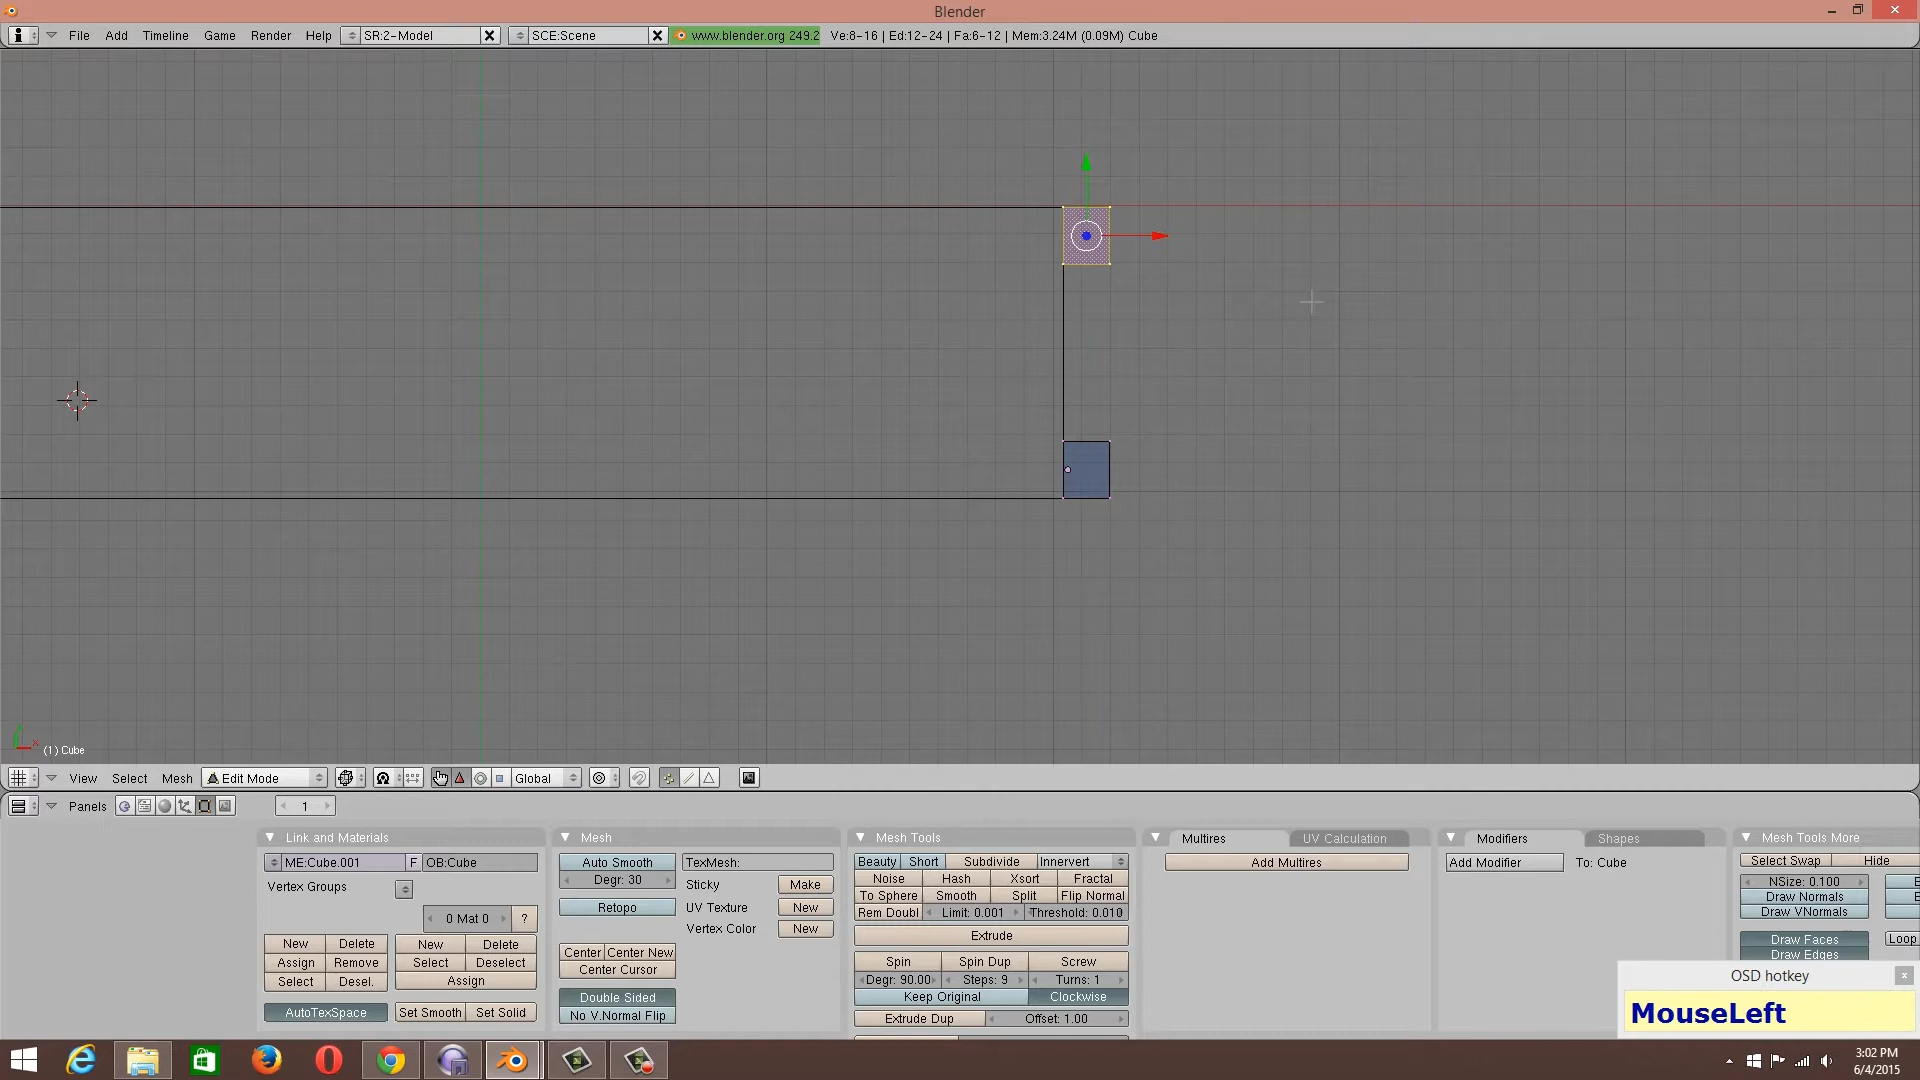 Blender
File Add Timeline Game Render Help SR:2-Model SCE:Scene www.blender.org 249.2 Ve:8-16 | Ed:12-24 | Fa:6-12 | Mem:3.24M (0.09M) Cube
x
(1) Cube
View Select Mesh Edit Mode Global
Panels 1
Link and Materials Mesh Mesh Tools Multires UV Calculation Modifiers Shapes Mesh Tools More
ME:Cube.001 F OB:Cube Auto Smooth TexMesh: Beauty Short Subdivide Innervert Add Multires Add Modifier To: Cube Select Swap Hide
Vertex Groups Degr: 30 Sticky Make Noise Hash Xsort Fractal NSize: 0.100
To Sphere Smooth Split Flip Normal Draw Normals
0 Mat 0 ? Retopo UV Texture New Rem Doubl Limit: 0.001 Threshold: 0.010 Draw VNormals
Vertex Color New Extrude
New Delete New Delete Center Center New Draw Faces Loop
Assign Remove Select Deselect Center Cursor Spin Spin Dup Screw Draw Edges
Select Desel. Assign Degr: 90.00 Steps: 9 Turns: 1
Double Sided Keep Original Clockwise
AutoTexSpace Set Smooth Set Solid No V.Normal Flip Extrude Dup Offset: 1.00
OSD hotkey
MouseLeft
3:02 PM
6/4/2015